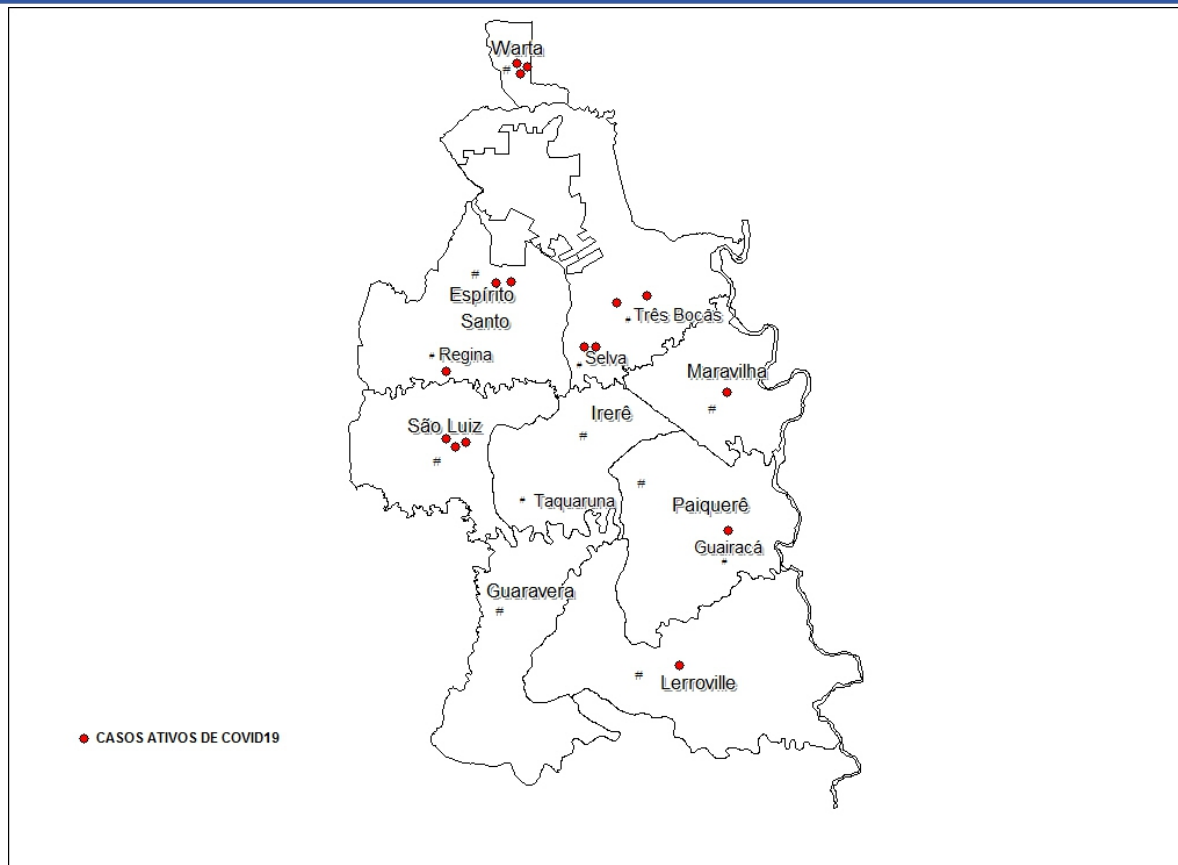 Warta
#
#
Espírito
Santo
Três Bocas
Regina
Selva
Maravilha
#
São Luiz
#
Irerê
#
Taquaruna
#
Paiquerê
Guairacá
Guaravera
#
#
Lerroville
CASOS ATIVOS DE COVID19